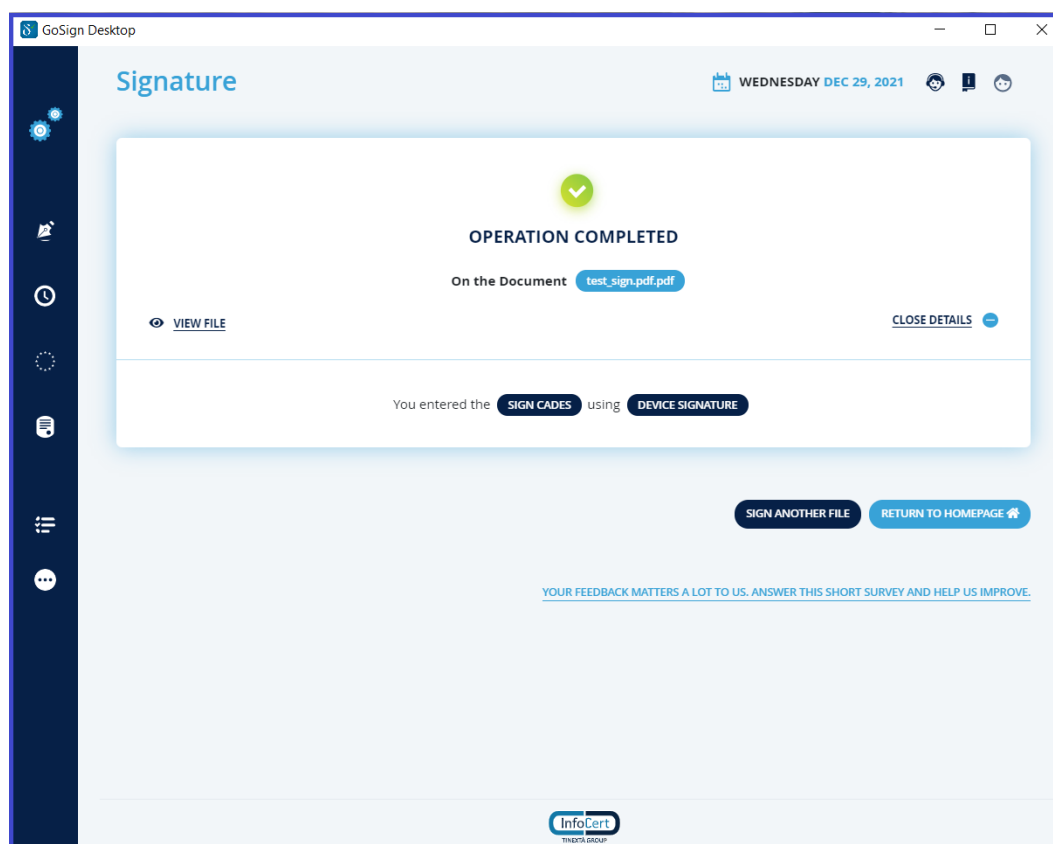 GoSign Desktop
Signature
WEDNESDAY DEC 29, 2021
OPERATION COMPLETED
On the Document test_sign.pdf.pdf
VIEW FILE
CLOSE DETAILS
You entered the SIGN CADES using DEVICE SIGNATURE
SIGN ANOTHER FILE
RETURN TO HOMEPAGE
YOUR FEEDBACK MATTERS A LOT TO US. ANSWER THIS SHORT SURVEY AND HELP US IMPROVE.
InfoCert
TINEXTA GROUP